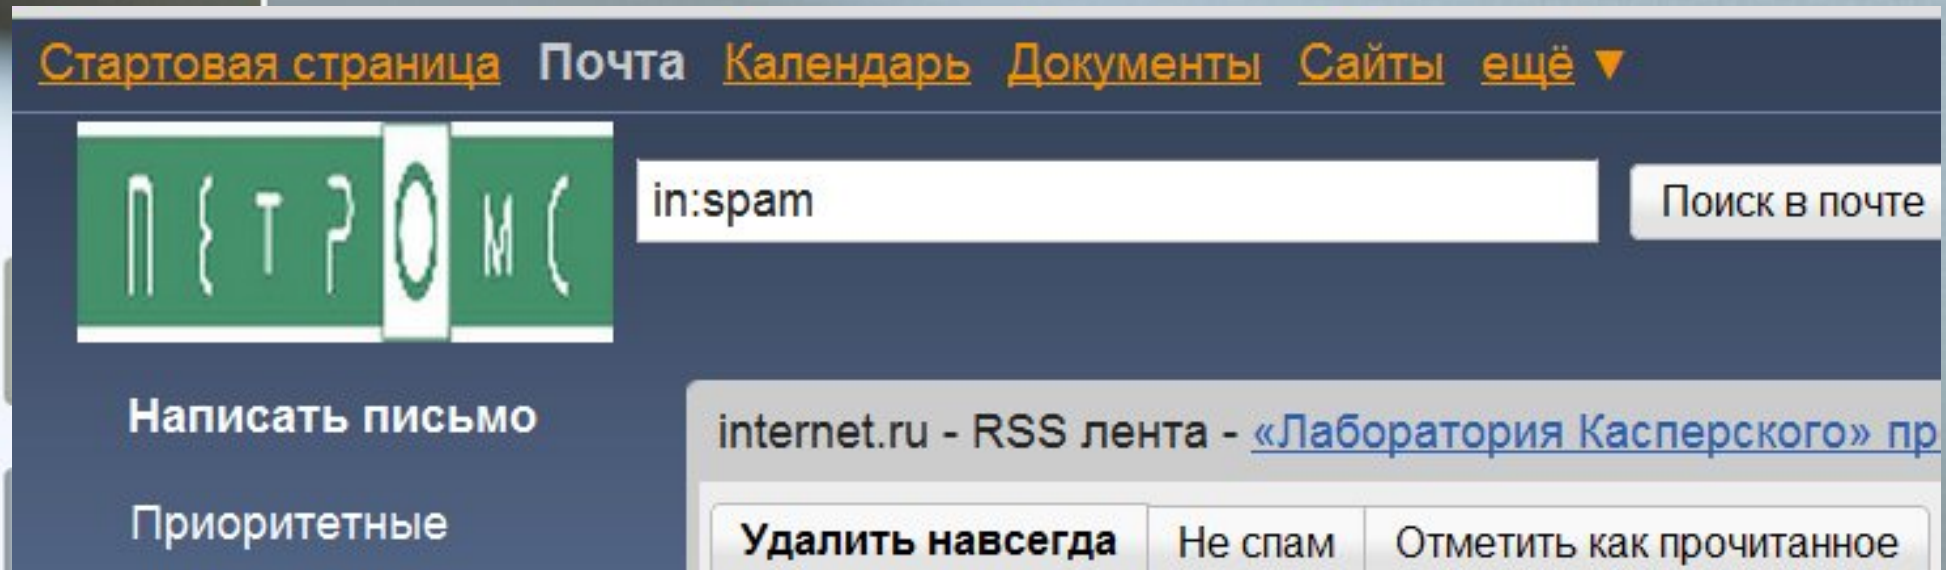 Стартовая страница Почта Календарь Документы Сайты ещё ▼
ПЕТРОМС
in:spam
Поиск в почте
Написать письмо
internet.ru - RSS лента - «Лаборатория Касперского» пр
Приоритетные
Удалить навсегда Не спам Отметить как прочитанное